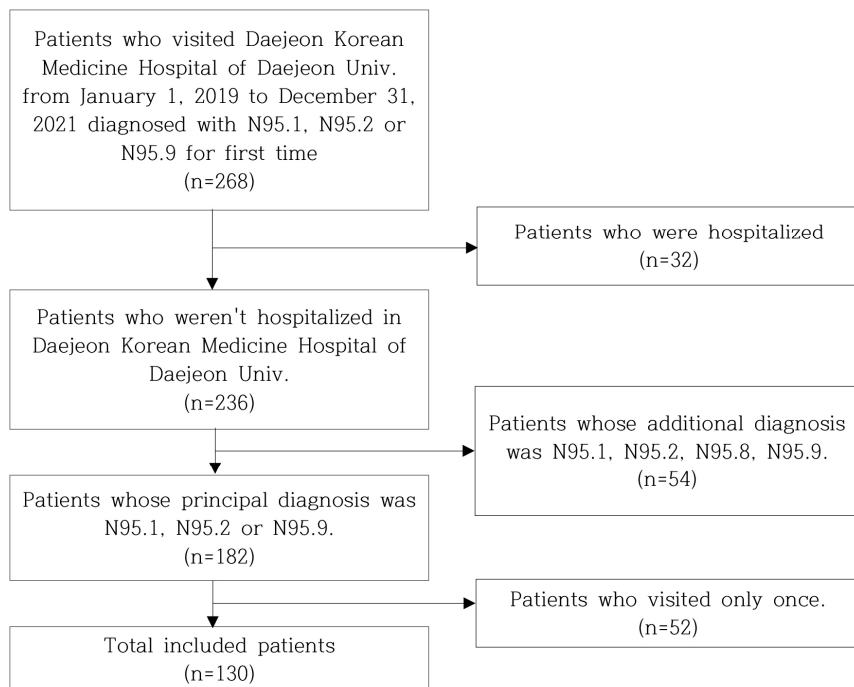 Patients who visited Daejeon Korean
Medicine Hospital of Daejeon Univ.
from January 1, 2019 to December 31,
2021 diagnosed with N95.1, N95.2 or
N95.9 for first time
(n=268)
Patients who were hospitalized
(n=32)
Patients who weren't hospitalized in
Daejeon Korean Medicine Hospital of
Daejeon Univ.
(n=236)
Patients whose additional diagnosis
was N95.1, N95.2, N95.8, N95.9.
(n=54)
Patients whose principal diagnosis was
N95.1, N95.2 or N95.9.
(n=182)
Patients who visited only once.
(n=52)
Total included patients
(n=130)